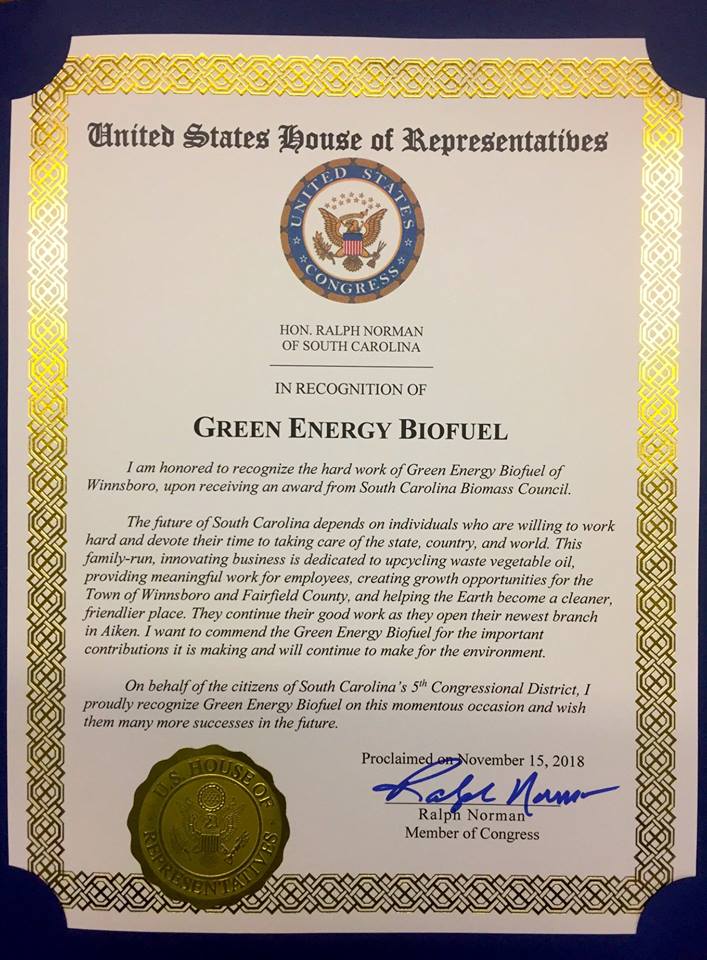 United States House of Representatives
UNITED STATES
CONGRESS
HON. RALPH NORMAN
OF SOUTH CAROLINA
IN RECOGNITION OF
GREEN ENERGY BIOFUEL
I am honored to recognize the hard work of Green Energy Biofuel of
Winnsboro, upon receiving an award from South Carolina Biomass Council.
The future of South Carolina depends on individuals who are willing to work
hard and devote their time to taking care of the state, country, and world. This
family-run, innovating business is dedicated to upcycling waste vegetable oil,
providing meaningful work for employees, creating growth opportunities for the
Town of Winnsboro and Fairfield County, and helping the Earth become a cleaner,
friendlier place. They continue their good work as they open their newest branch
in Aiken. I want to commend the Green Energy Biofuel for the important
contributions it is making and will continue to make for the environment.
On behalf of the citizens of South Carolina's 5th Congressional District, I
proudly recognize Green Energy Biofuel on this momentous occasion and wish
them many more successes in the future.
Proclaimed on November 15, 2018
Ralph Norman
Ralph Norman
Member of Congress
U.S. HOUSE OF
REPRESENTATIVES